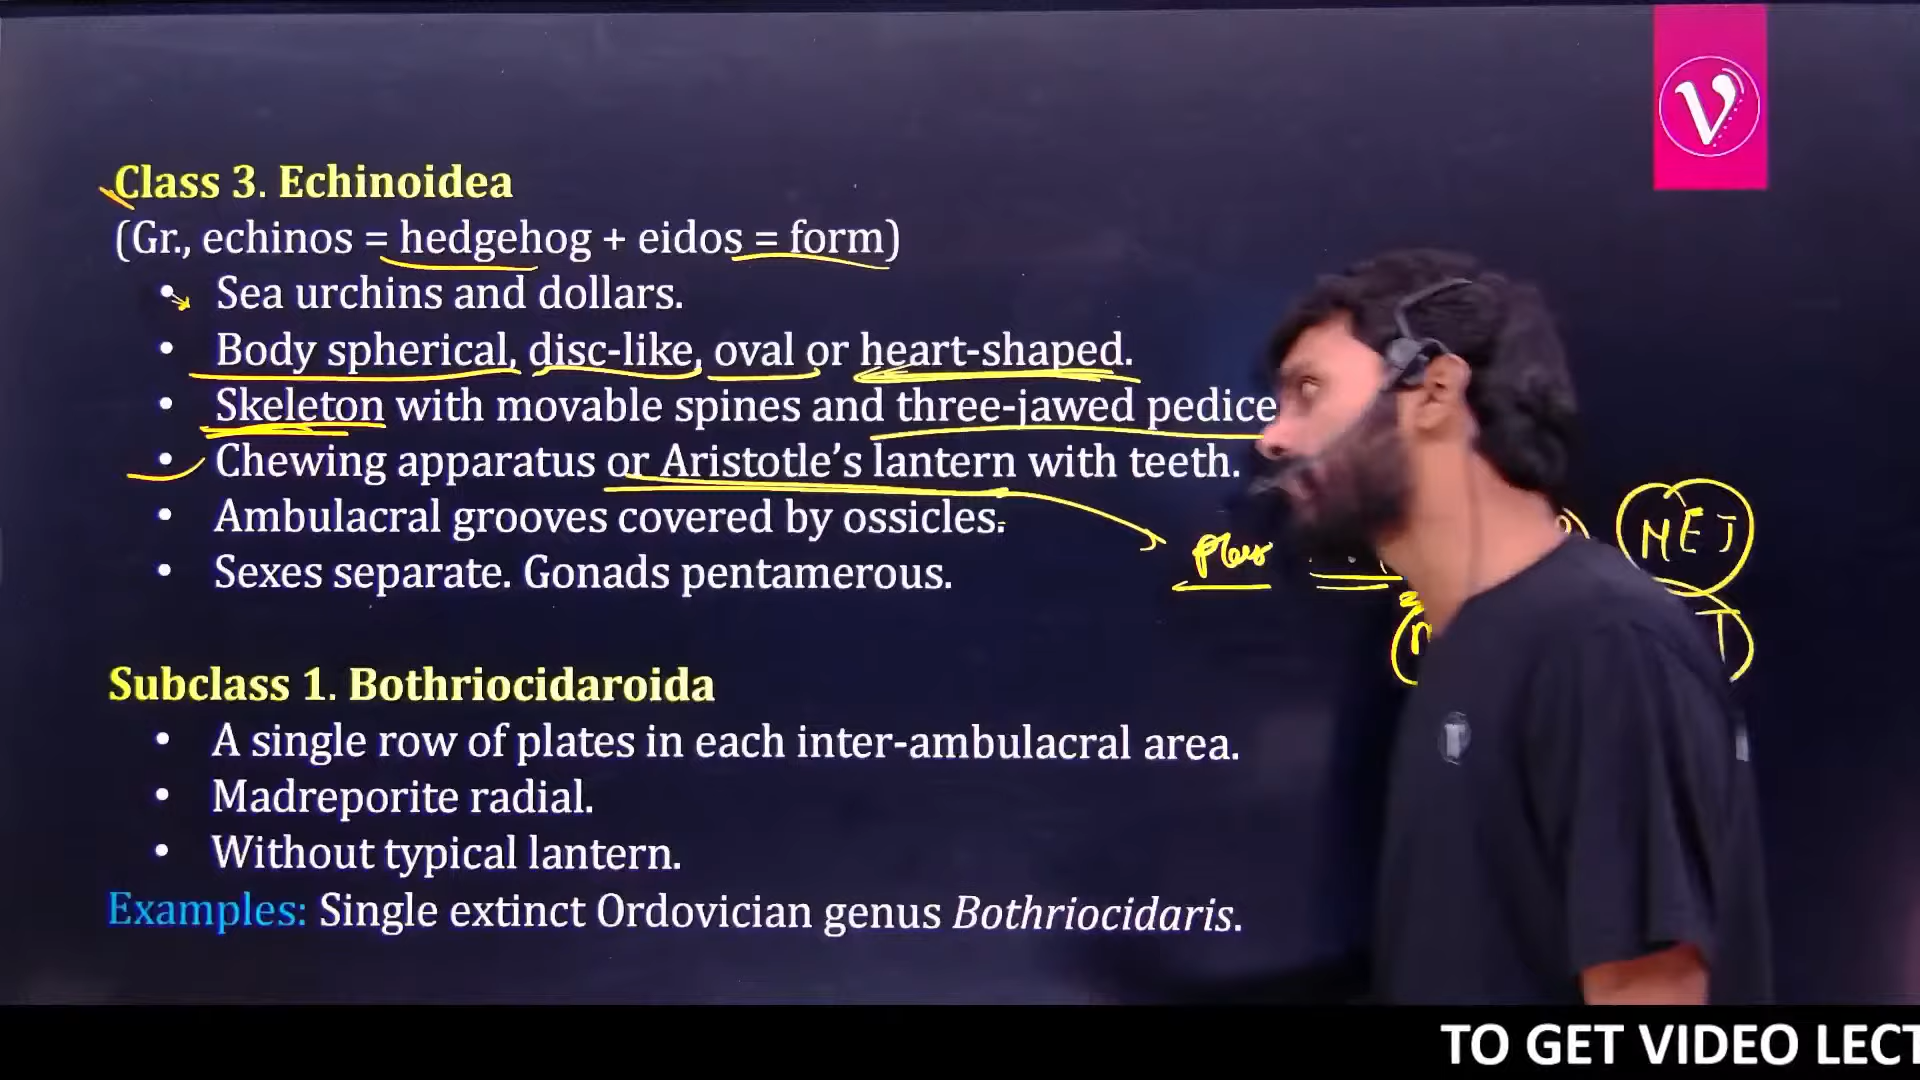 V
Class 3. Echinoidea
(Gr., echinos = hedgehog + eidos = form)
• Sea urchins and dollars.
• Body spherical, disc-like, oval or heart-shaped.
• Skeleton with movable spines and three-jawed pedice
• Chewing apparatus or Aristotle’s lantern with teeth.
• Ambulacral grooves covered by ossicles.
• Sexes separate. Gonads pentamerous.
Subclass 1. Bothriocidaroida
• A single row of plates in each inter-ambulacral area.
• Madreporite radial.
• Without typical lantern.
Examples: Single extinct Ordovician genus Bothriocidaris.
TO GET VIDEO LECT